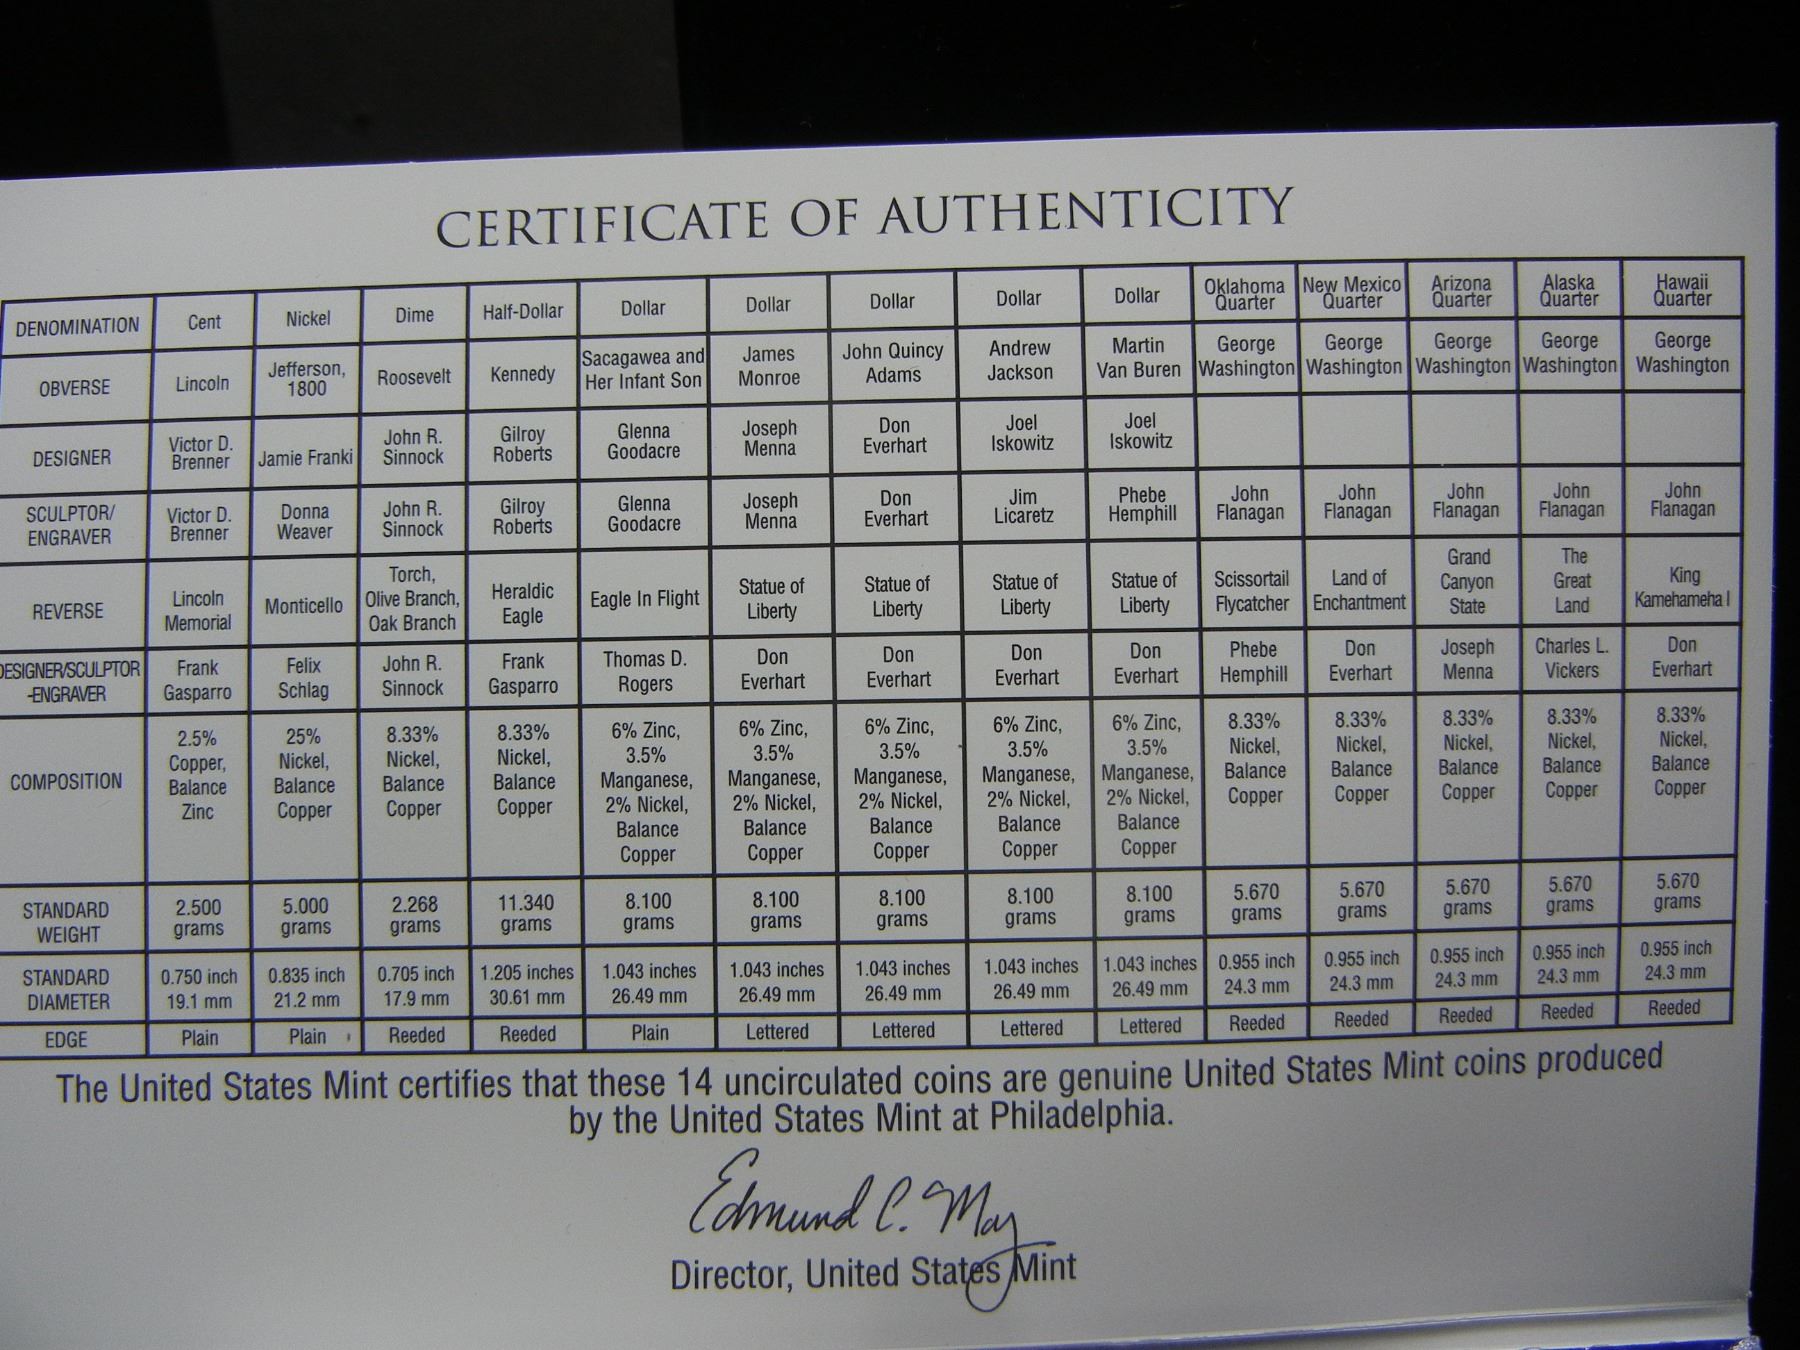 CERTIFICATE OF AUTHENTICITY
DENOMINATION Cent Nickel Dime Half-Dollar Dollar Dollar Dollar Dollar Dollar Oklahoma Quarter New Mexico Quarter Arizona Quarter Alaska Quarter Hawaii Quarter
OBVERSE Lincoln Jefferson, 1800 Roosevelt Kennedy Sacagawea and Her Infant Son James Monroe John Quincy Adams Andrew Jackson Martin Van Buren George Washington George Washington George Washington George Washington George Washington
DESIGNER Victor D. Brenner Jamie Franki John R. Sinnock Gilroy Roberts Glenna Goodacre Joseph Menna Don Everhart Joel Iskowitz Joel Iskowitz
SCULPTOR/ENGRAVER Victor D. Brenner Donna Weaver John R. Sinnock Gilroy Roberts Glenna Goodacre Joseph Menna Don Everhart Jim Licaretz Phebe Hemphill John Flanagan John Flanagan John Flanagan John Flanagan John Flanagan
REVERSE Lincoln Memorial Monticello Torch, Olive Branch, Oak Branch Heraldic Eagle Eagle In Flight Statue of Liberty Statue of Liberty Statue of Liberty Statue of Liberty Scissortail Flycatcher Land of Enchantment Grand Canyon State The Great Land King Kamehameha I
DESIGNER/SCULPTOR-ENGRAVER Frank Gasparro Felix Schlag John R. Sinnock Frank Gasparro Thomas D. Rogers Don Everhart Don Everhart Don Everhart Don Everhart Phebe Hemphill Don Everhart Joseph Menna Charles L. Vickers Don Everhart
COMPOSITION 2.5% Copper, Balance Zinc 25% Nickel, Balance Copper 8.33% Nickel, Balance Copper 8.33% Nickel, Balance Copper 6% Zinc, 3.5% Manganese, 2% Nickel, Balance Copper 6% Zinc, 3.5% Manganese, 2% Nickel, Balance Copper 6% Zinc, 3.5% Manganese, 2% Nickel, Balance Copper 6% Zinc, 3.5% Manganese, 2% Nickel, Balance Copper 6% Zinc, 3.5% Manganese, 2% Nickel, Balance Copper 8.33% Nickel, Balance Copper 8.33% Nickel, Balance Copper 8.33% Nickel, Balance Copper 8.33% Nickel, Balance Copper 8.33% Nickel, Balance Copper
STANDARD WEIGHT 2.500 grams 5.000 grams 2.268 grams 11.340 grams 8.100 grams 8.100 grams 8.100 grams 8.100 grams 8.100 grams 5.670 grams 5.670 grams 5.670 grams 5.670 grams 5.670 grams
STANDARD DIAMETER 0.750 inch 19.1 mm 0.835 inch 21.2 mm 0.705 inch 17.9 mm 1.205 inches 30.61 mm 1.043 inches 26.49 mm 1.043 inches 26.49 mm 1.043 inches 26.49 mm 1.043 inches 26.49 mm 1.043 inches 26.49 mm 0.955 inch 24.3 mm 0.955 inch 24.3 mm 0.955 inch 24.3 mm 0.955 inch 24.3 mm 0.955 inch 24.3 mm
EDGE Plain Plain Reeded Reeded Plain Lettered Lettered Lettered Lettered Reeded Reeded Reeded Reeded Reeded
The United States Mint certifies that these 14 uncirculated coins are genuine United States Mint coins produced
by the United States Mint at Philadelphia.
Edmund C. Moy
Director, United States Mint